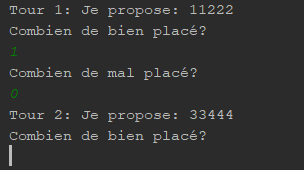 Tour 1: Je propose: 11222
Combien de bien placé?
1
Combien de mal placé?
0
Tour 2: Je propose: 33444
Combien de bien placé?